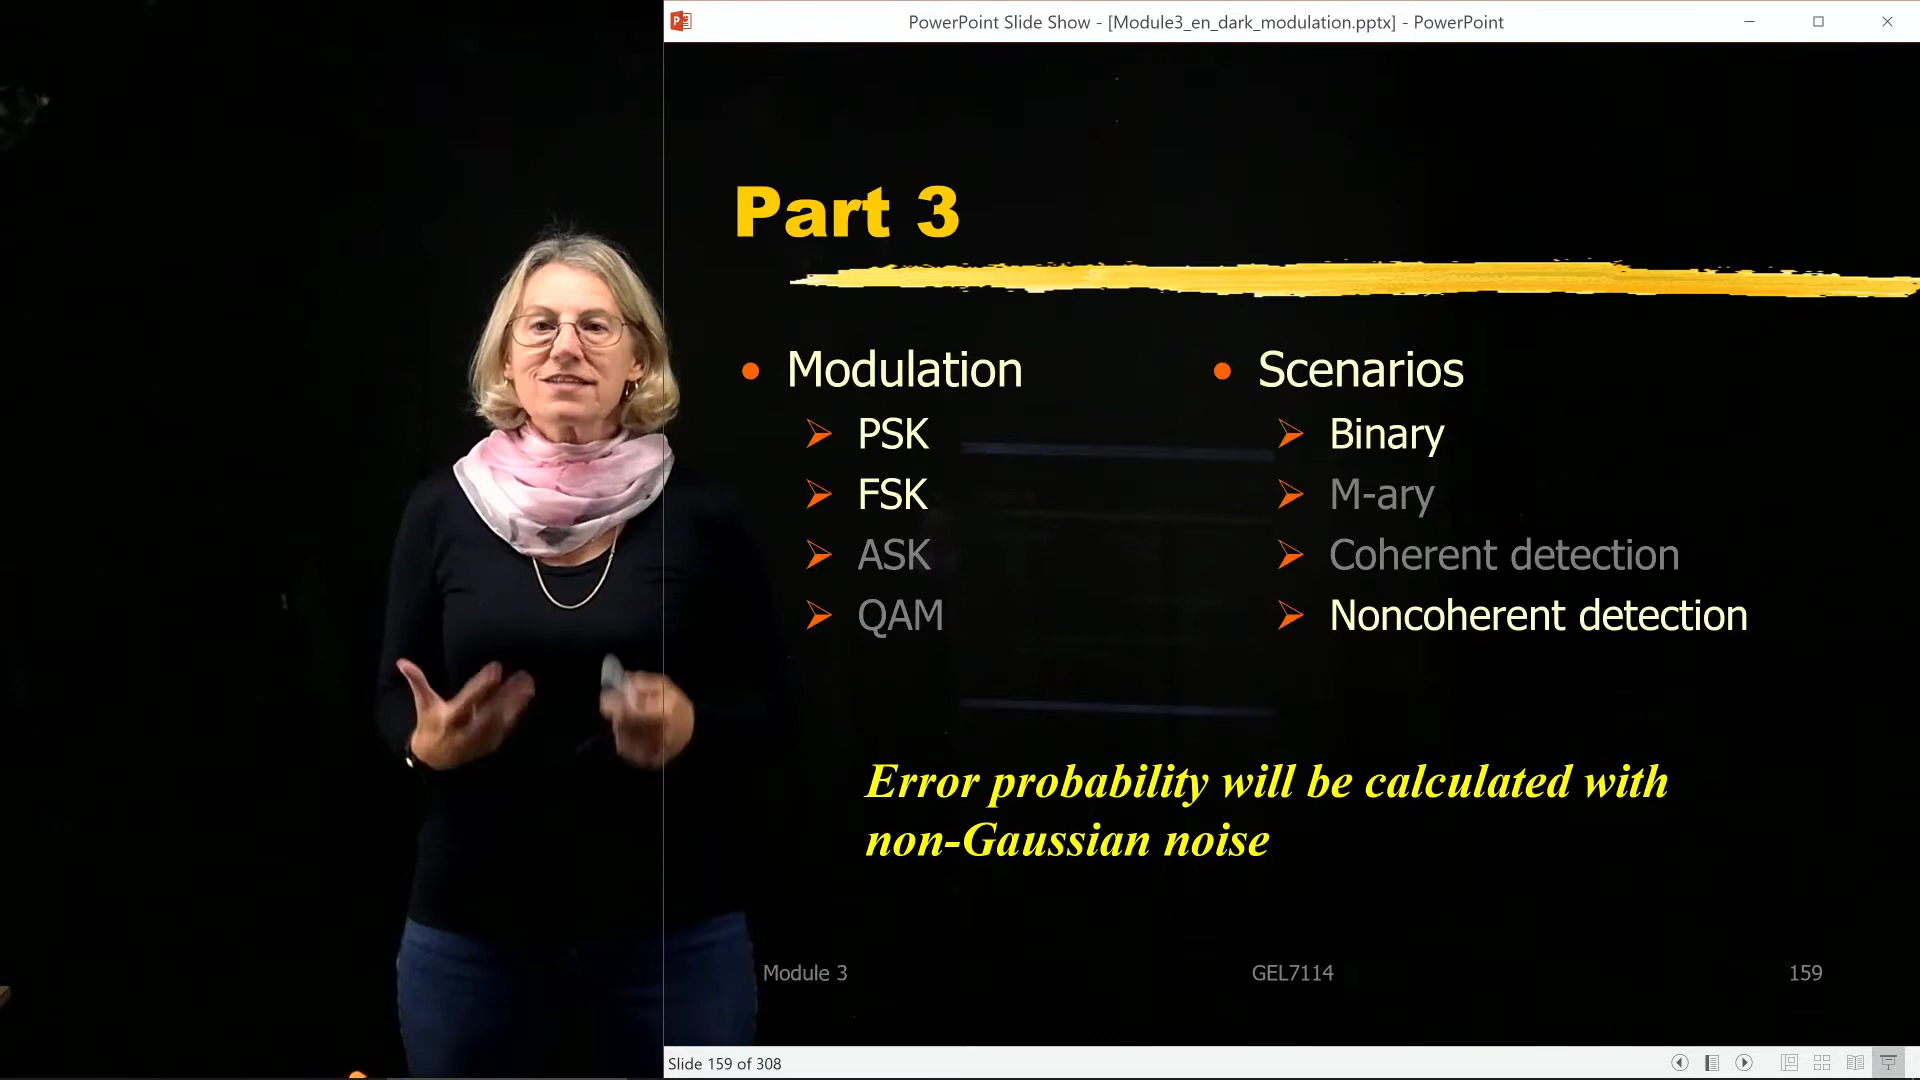 PowerPoint Slide Show - [Module3_en_dark_modulation.pptx] - PowerPoint
Part 3
Modulation
PSK
FSK
ASK
QAM
Scenarios
Binary
M-ary
Coherent detection
Noncoherent detection
Error probability will be calculated with
non-Gaussian noise
Module 3
GEL7114
159
Slide 159 of 308